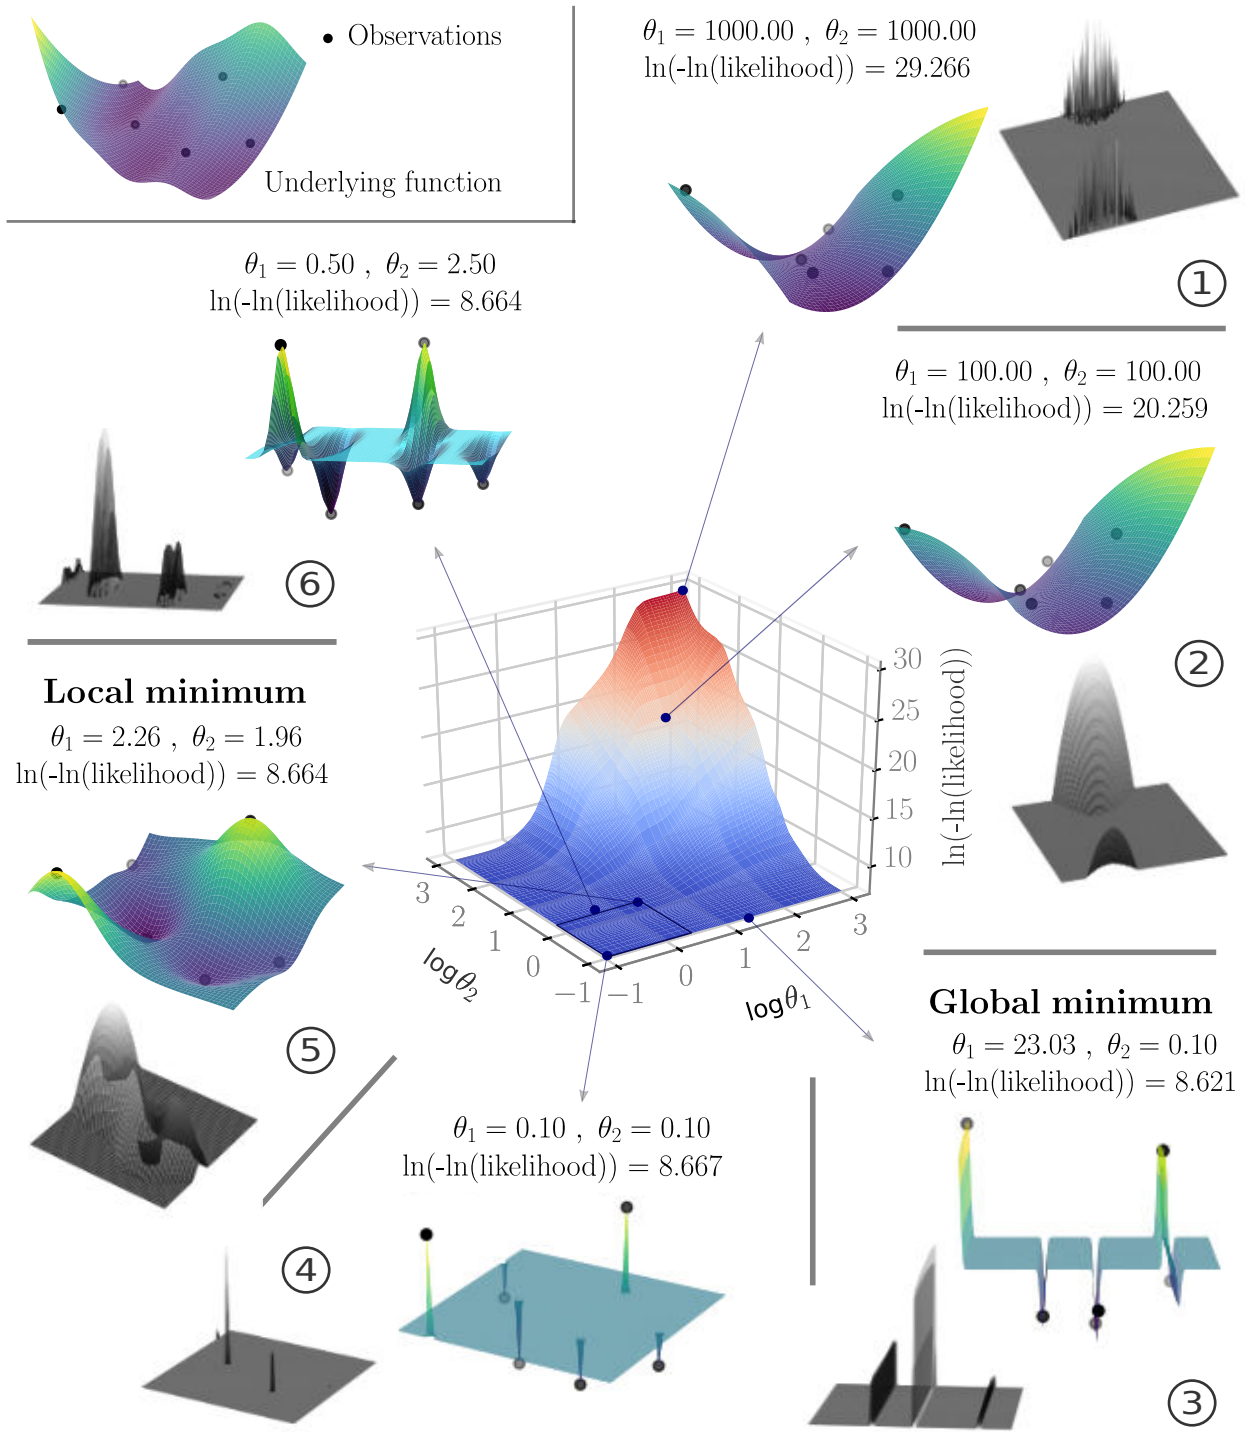 Observations
Underlying function
θ₁ = 1000.00 , θ₂ = 1000.00
ln(-ln(likelihood)) = 29.266
1
θ₁ = 0.50 , θ₂ = 2.50
ln(-ln(likelihood)) = 8.664
6
θ₁ = 100.00 , θ₂ = 100.00
ln(-ln(likelihood)) = 20.259
2
Local minimum
θ₁ = 2.26 , θ₂ = 1.96
ln(-ln(likelihood)) = 8.664
5
30
25
20
15
10
ln(-ln(likelihood))
3
2
1
0
−1
logθ₂
−1
0
1
2
3
logθ₁
Global minimum
θ₁ = 23.03 , θ₂ = 0.10
ln(-ln(likelihood)) = 8.621
3
θ₁ = 0.10 , θ₂ = 0.10
ln(-ln(likelihood)) = 8.667
4